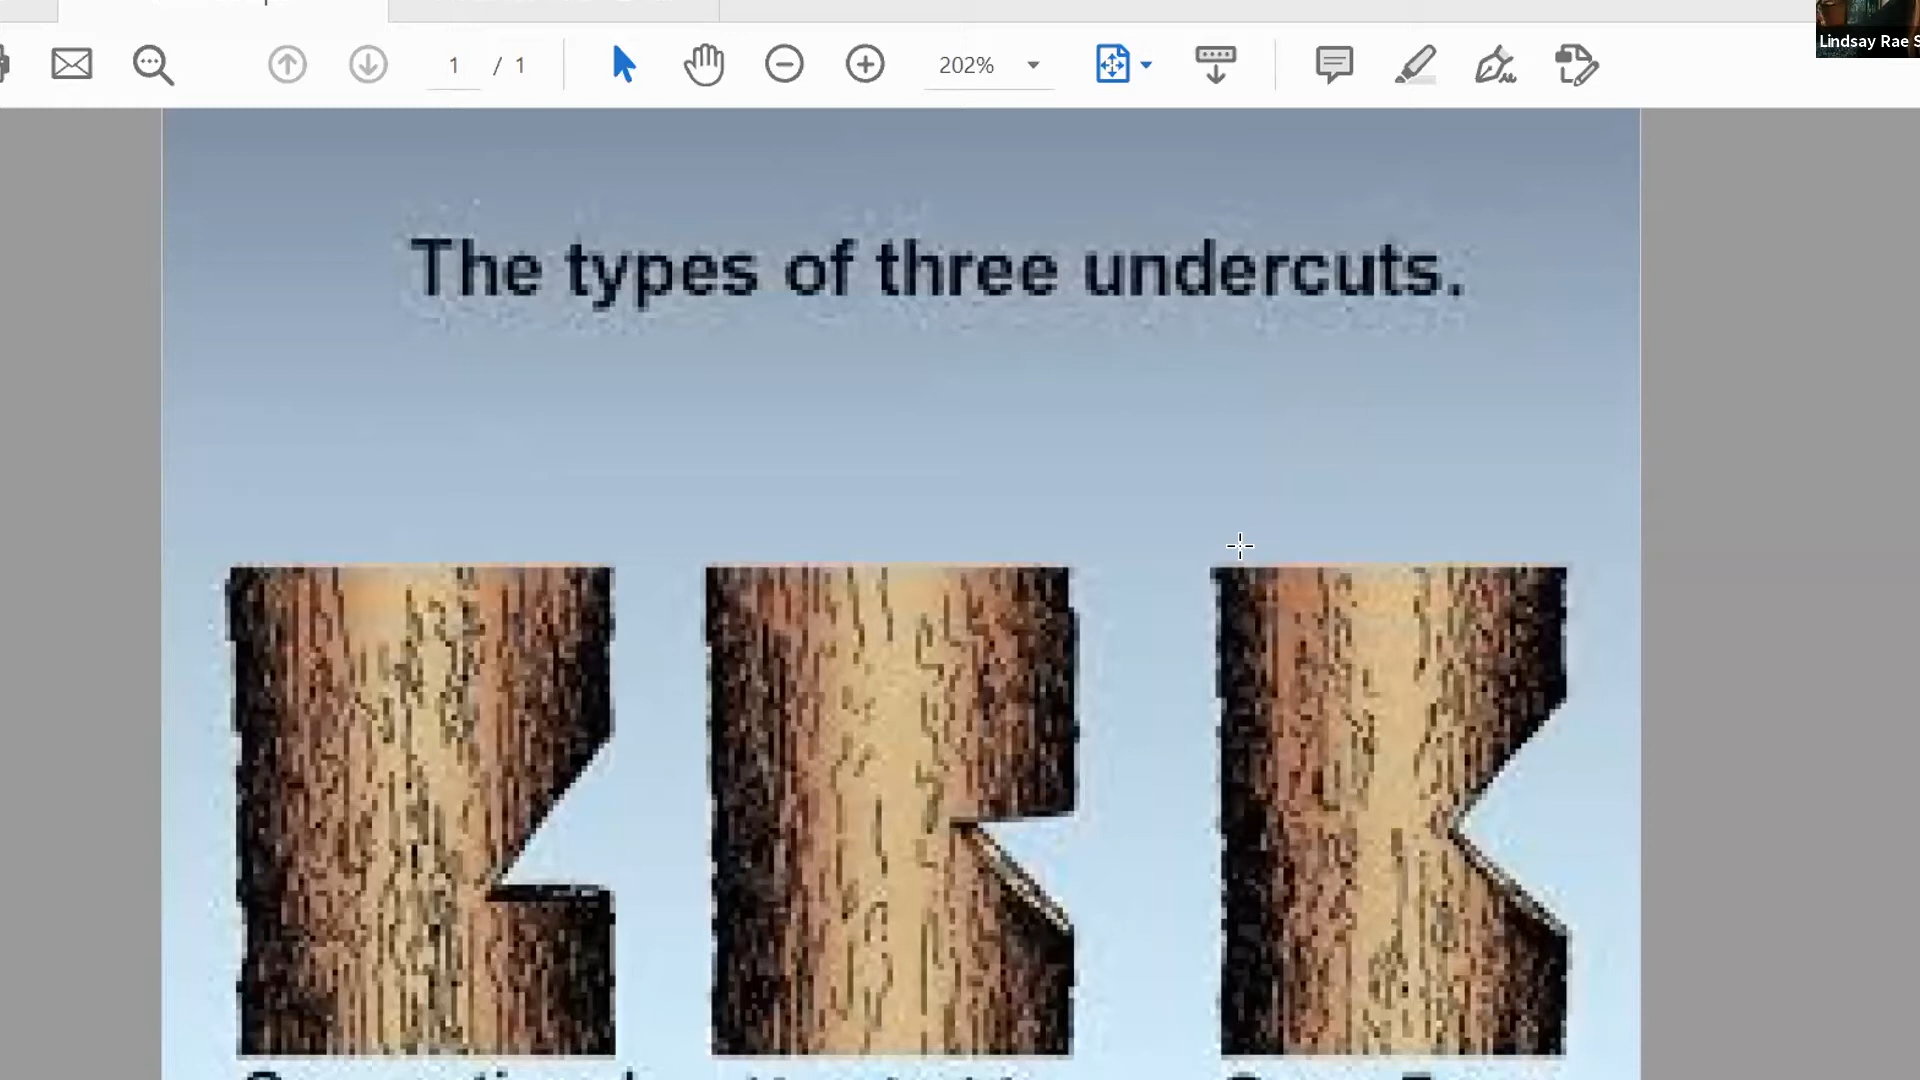 Lindsay Rae S
1 / 1
202%
The types of three undercuts.